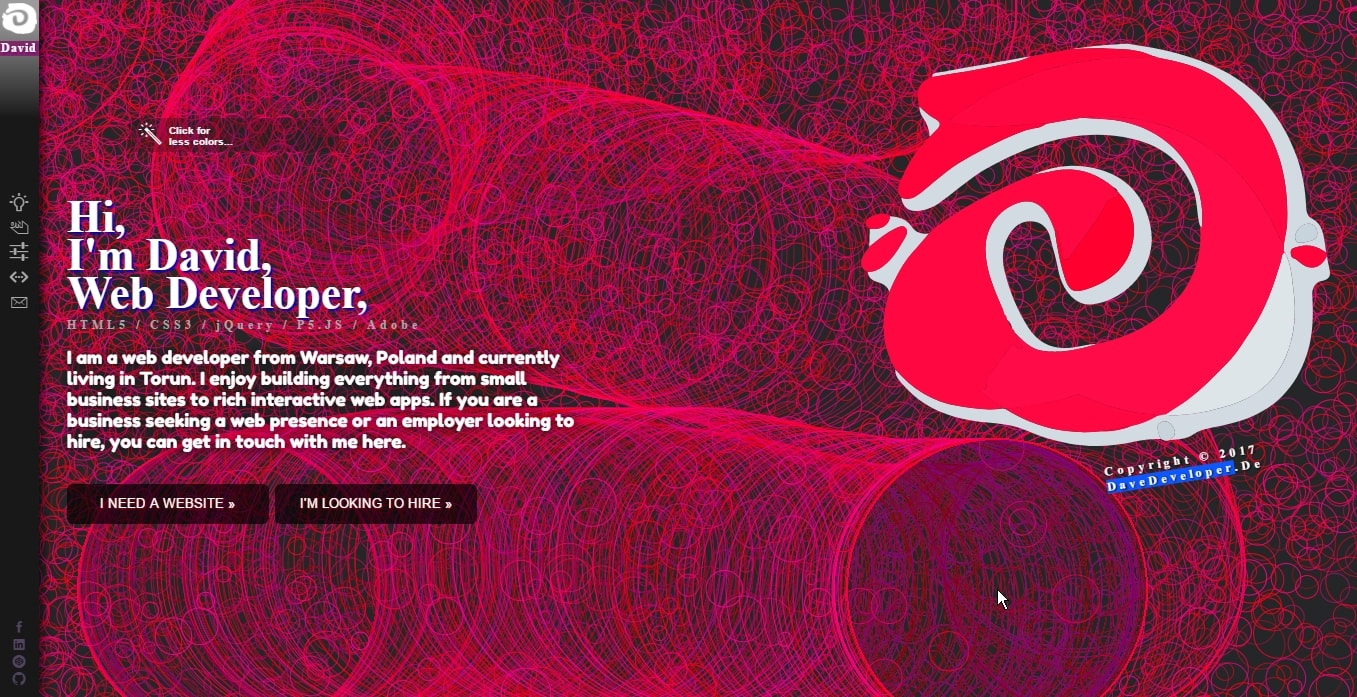 David
Click for
less colors...
Hi,
I'm David,
Web Developer,
HTML5 / CSS3 / jQuery / P5.JS / Adobe
I am a web developer from Warsaw, Poland and currently
living in Torun. I enjoy building everything from small
business sites to rich interactive web apps. If you are a
business seeking a web presence or an employer looking to
hire, you can get in touch with me here.
I NEED A WEBSITE »
I'M LOOKING TO HIRE »
Copyright © 2017
DaveDeveloper.De